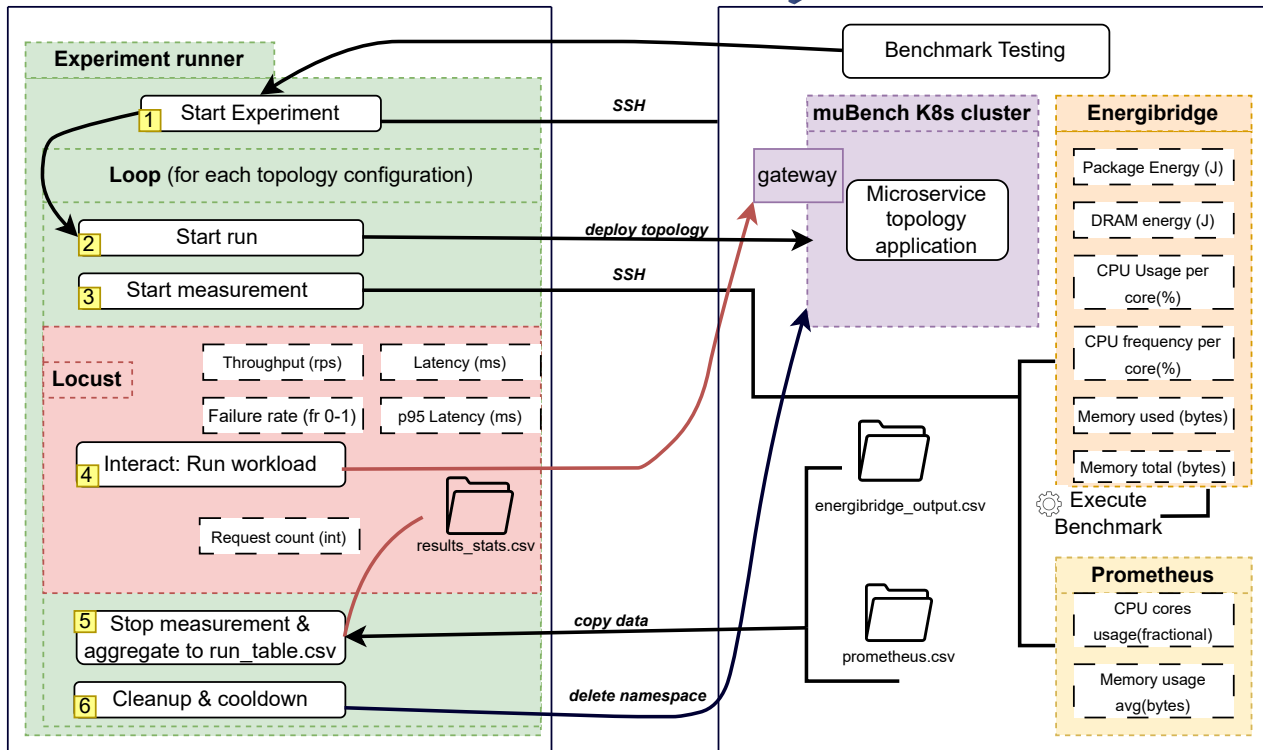 Benchmark Testing
Experiment runner
1
Start Experiment
SSH
Loop (for each topology configuration)
2
Start run
deploy topology
3
Start measurement
SSH
Locust
Throughput (rps)
Latency (ms)
Failure rate (fr 0-1)
p95 Latency (ms)
4
Interact: Run workload
results_stats.csv
Request count (int)
5
Stop measurement &
aggregate to run_table.csv
copy data
6
Cleanup & cooldown
delete namespace
muBench K8s cluster
gateway
Microservice
topology
application
energibridge_output.csv
prometheus.csv
Energibridge
Package Energy (J)
DRAM energy (J)
CPU Usage per
core(%)
CPU frequency per
core(%)
Memory used (bytes)
Memory total (bytes)
Execute
Benchmark
Prometheus
CPU cores
usage(fractional)
Memory usage
avg(bytes)